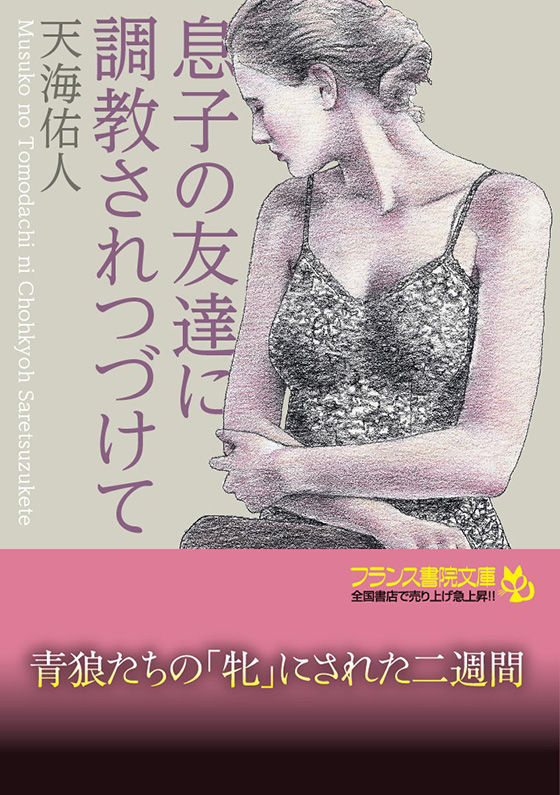 息子の友達に
調教されつづけて
天海佑人
Musuko no Tomodachi ni Chohkyoh Saretsuzukete
フランス書院文庫
全国書店で売り上げ急上昇!!
青狼たちの「牝」にされた二週間